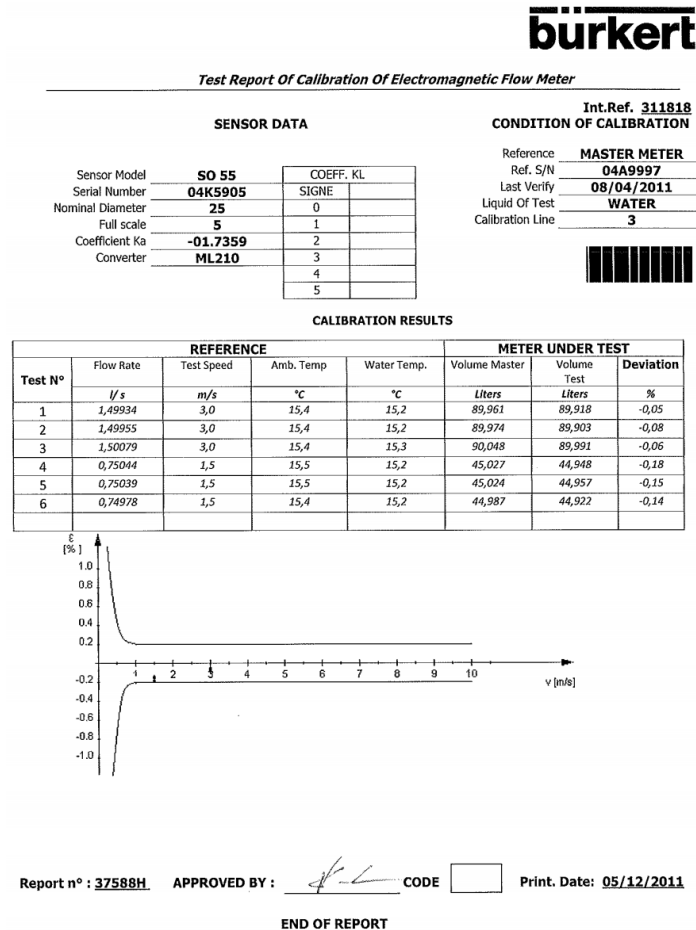 bürkert
Test Report Of Calibration Of Electromagnetic Flow Meter
Int.Ref. 311818
SENSOR DATA
CONDITION OF CALIBRATION
Sensor Model SO 55
Serial Number 04K5905
Nominal Diameter 25
Full scale 5
Coefficient Ka -01.7359
Converter ML210
COEFF. KL
SIGNE
0
1
2
3
4
5
Reference MASTER METER
Ref. S/N 04A9997
Last Verify 08/04/2011
Liquid Of Test WATER
Calibration Line 3
CALIBRATION RESULTS
REFERENCE METER UNDER TEST
Test N° Flow Rate Test Speed Amb. Temp Water Temp. Volume Master Volume Test Deviation
l/s m/s °C °C Liters Liters %
1 1,49934 3,0 15,4 15,2 89,961 89,918 -0,05
2 1,49955 3,0 15,4 15,2 89,974 89,903 -0,08
3 1,50079 3,0 15,4 15,3 90,048 89,991 -0,06
4 0,75044 1,5 15,5 15,2 45,027 44,948 -0,18
5 0,75039 1,5 15,5 15,2 45,024 44,957 -0,15
6 0,74978 1,5 15,4 15,2 44,987 44,922 -0,14
ε
[%]
1.0
0.8
0.6
0.4
0.2
1 2 3 4 5 6 7 8 9 10
v [m/s]
-0.2
-0.4
-0.6
-0.8
-1.0
Report n° : 37588H APPROVED BY : CODE Print. Date: 05/12/2011
END OF REPORT